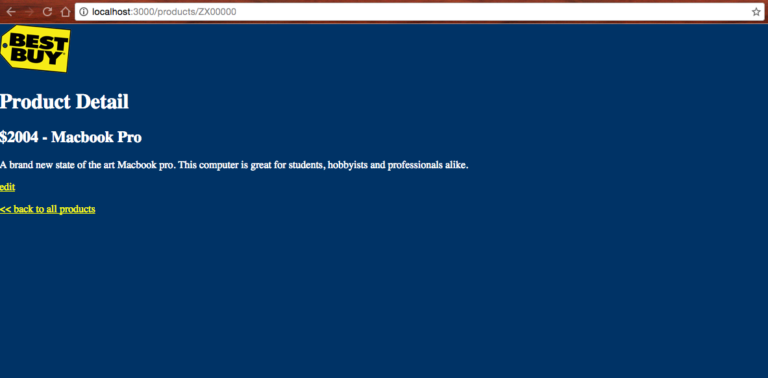 localhost:3000/products/ZX00000
BEST
BUY
Product Detail
$2004 - Macbook Pro
A brand new state of the art Macbook pro. This computer is great for students, hobbyists and professionals alike.
edit
<< back to all products